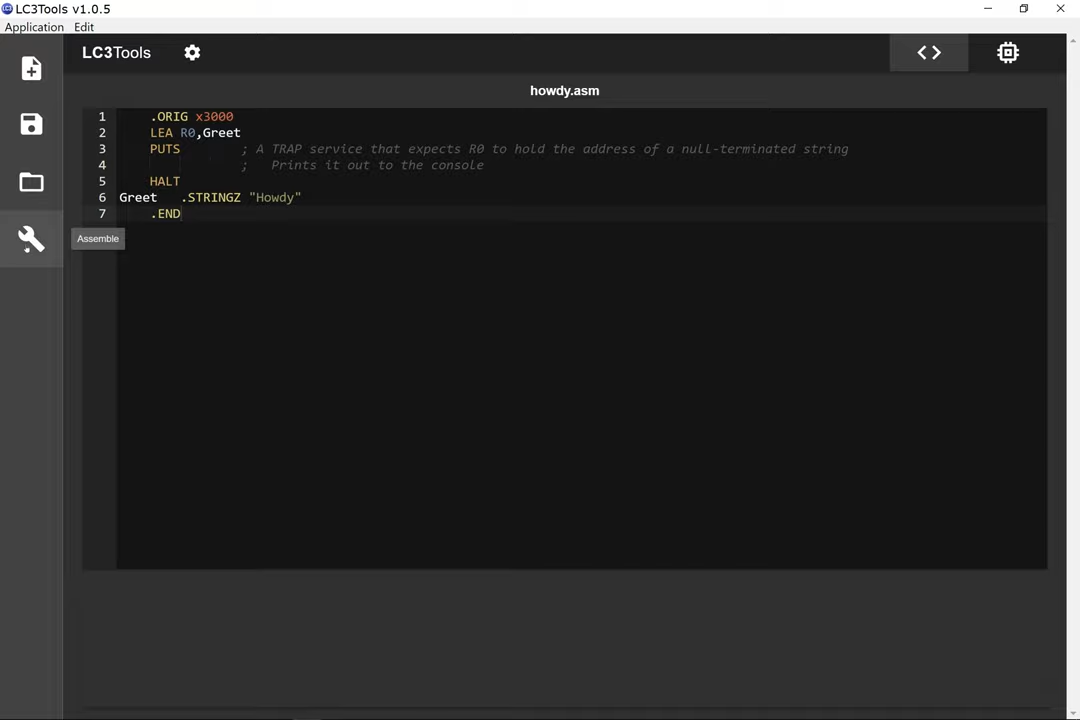 LC3Tools v1.0.5
Application Edit
LC3Tools
howdy.asm
1 .ORIG x3000
2 LEA R0,Greet
3 PUTS ; A TRAP service that expects R0 to hold the address of a null-terminated string
4 ; Prints it out to the console
5 HALT
6 Greet .STRINGZ "Howdy"
7 .END
Assemble